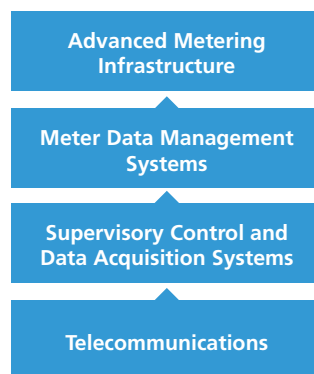 Advanced Metering
Infrastructure
Meter Data Management
Systems
Supervisory Control and
Data Acquisition Systems
Telecommunications